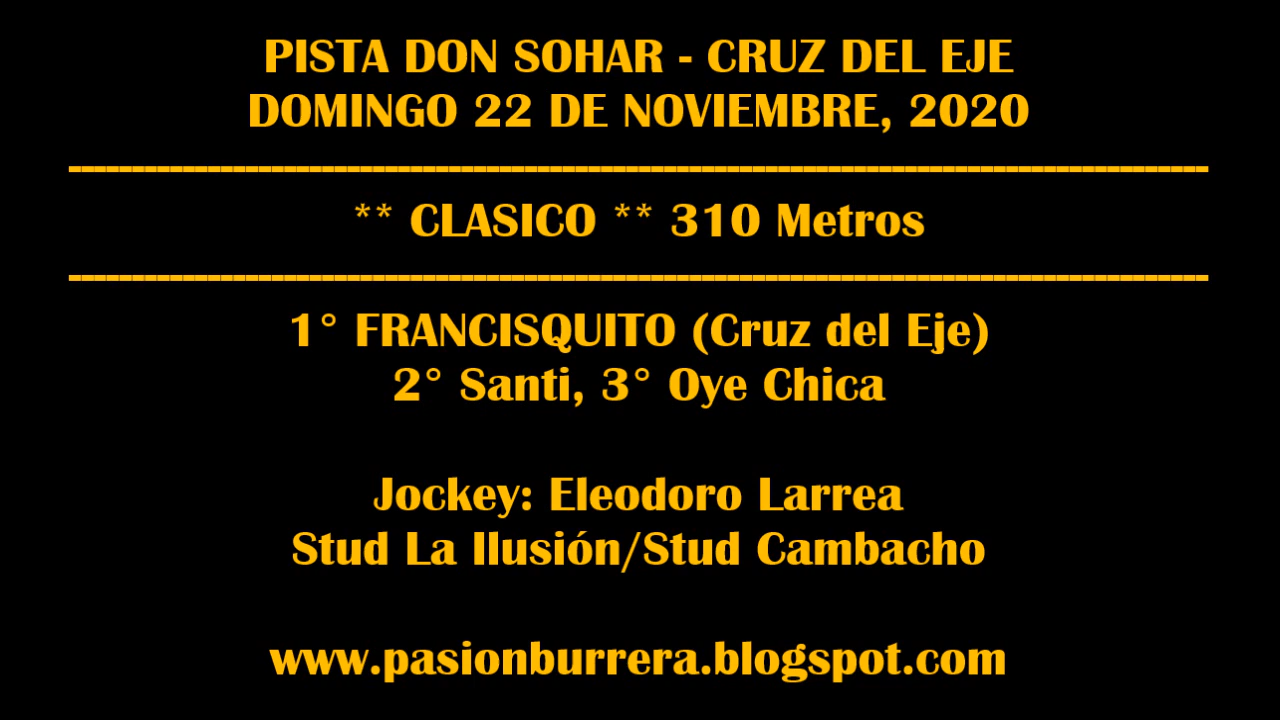 PISTA DON SOHAR - CRUZ DEL EJE
DOMINGO 22 DE NOVIEMBRE, 2020
------------------------------------------------------------------------------------------
** CLASICO ** 310 Metros
------------------------------------------------------------------------------------------
1° FRANCISQUITO (Cruz del Eje)
2° Santi, 3° Oye Chica
Jockey: Eleodoro Larrea
Stud La Ilusión/Stud Cambacho
www.pasionburrera.blogspot.com